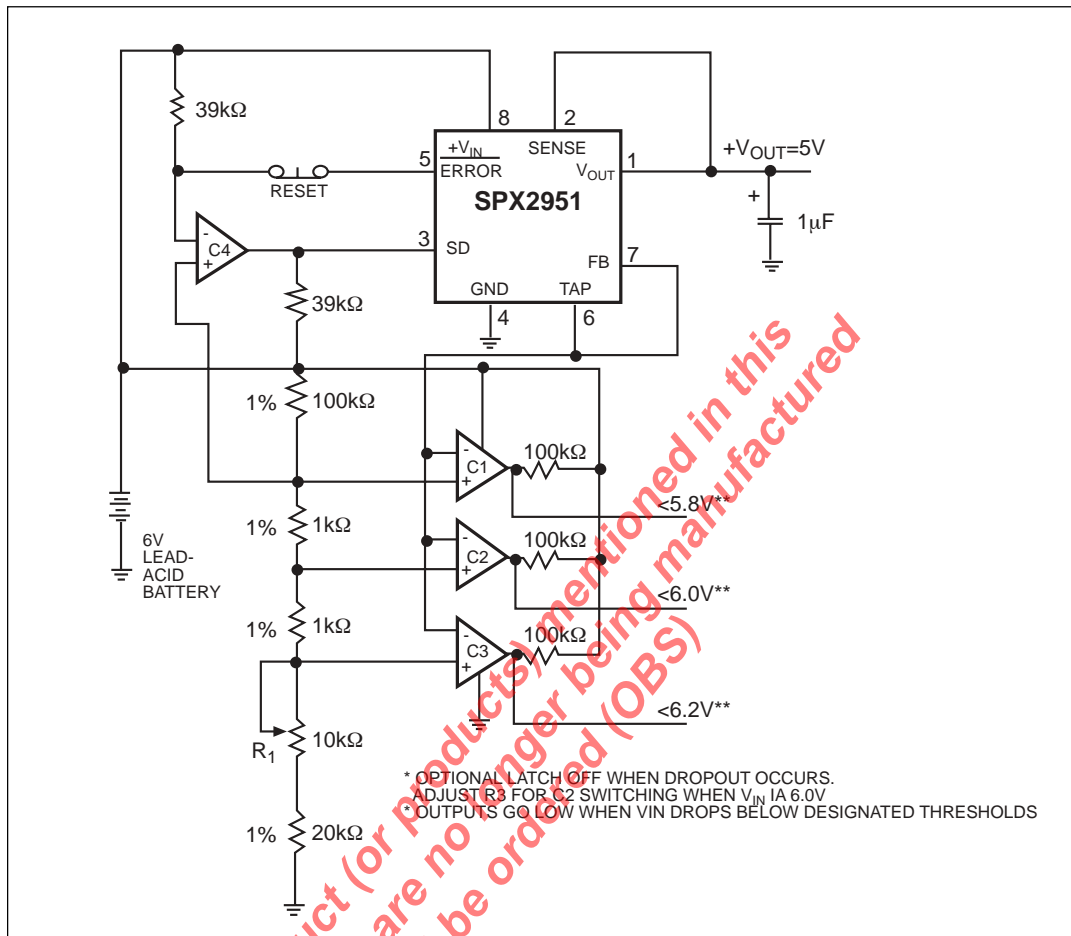 39kΩ
8
2
+VIN
SENSE
5
ERROR
VOUT
1
+VOUT=5V
RESET
SPX2951
+
1µF
-
C4
+
3
SD
FB
7
39kΩ
GND
TAP
4
6
1%
100kΩ
-
C1
+
100kΩ
<5.8V**
1%
1kΩ
-
C2
+
100kΩ
<6.0V**
6V
LEAD-
ACID
BATTERY
1%
1kΩ
-
C3
+
100kΩ
<6.2V**
R1
10kΩ
* OPTIONAL LATCH OFF WHEN DROPOUT OCCURS.
ADJUST R3 FOR C2 SWITCHING WHEN VIN IA 6.0V
* OUTPUTS GO LOW WHEN VIN DROPS BELOW DESIGNATED THRESHOLDS
1%
20kΩ
(or products) mentioned in this
are no longer being manufactured
be ordered (OBS)